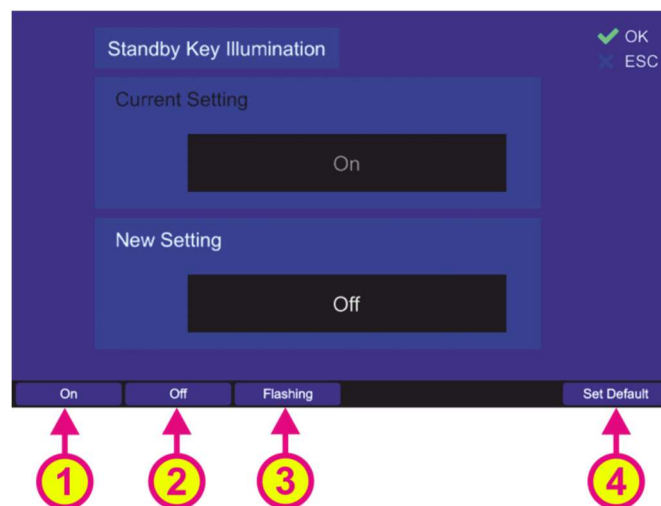 Standby Key Illumination
OK
ESC
Current Setting
On
New Setting
Off
On Off Flashing Set Default
1 2 3 4